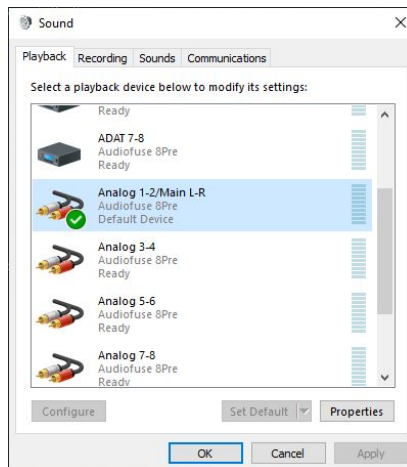 Sound
Playback Recording Sounds Communications
Select a playback device below to modify its settings:
Ready
ADAT 7-8
Audiofuse 8Pre
Ready
Analog 1-2/Main L-R
Audiofuse 8Pre
Default Device
Analog 3-4
Audiofuse 8Pre
Ready
Analog 5-6
Audiofuse 8Pre
Ready
Analog 7-8
Audiofuse 8Pre
Ready
Configure Set Default Properties
OK Cancel Apply